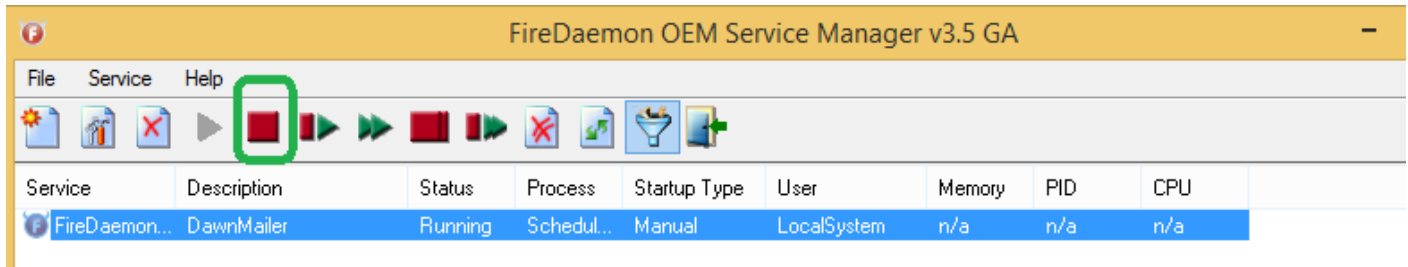 FireDaemon OEM Service Manager v3.5 GA
File Service Help
Service Description Status Process Startup Type User Memory PID CPU
FireDaemon... DawnMailer Running Schedul... Manual LocalSystem n/a n/a n/a